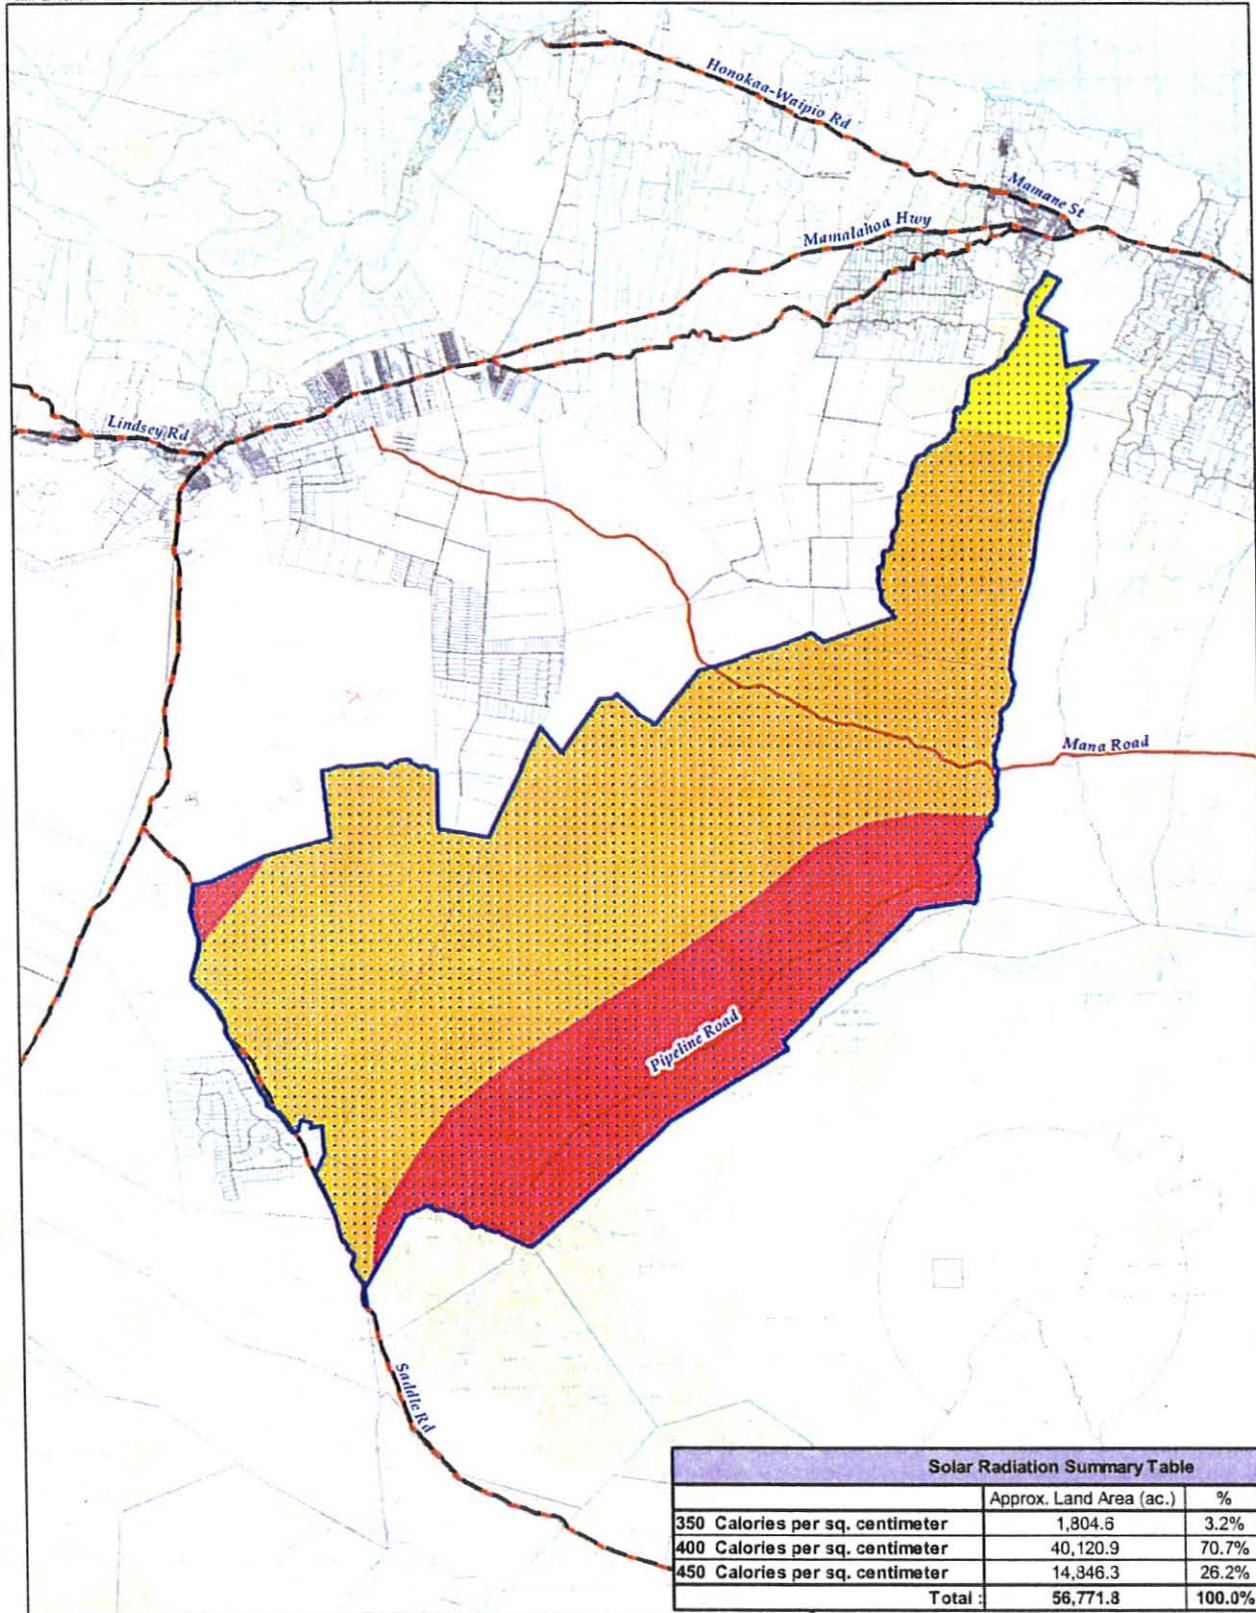 Honokaa-Waipio Rd
Mamane St
Mamalahoa Hwy
Lindsey Rd
Mana Road
Pipeline Road
Saddle Rd
Solar Radiation Summary Table
Approx. Land Area (ac.) %
350 Calories per sq. centimeter 1,804.6 3.2%
400 Calories per sq. centimeter 40,120.9 70.7%
450 Calories per sq. centimeter 14,846.3 26.2%
Total : 56,771.8 100.0%